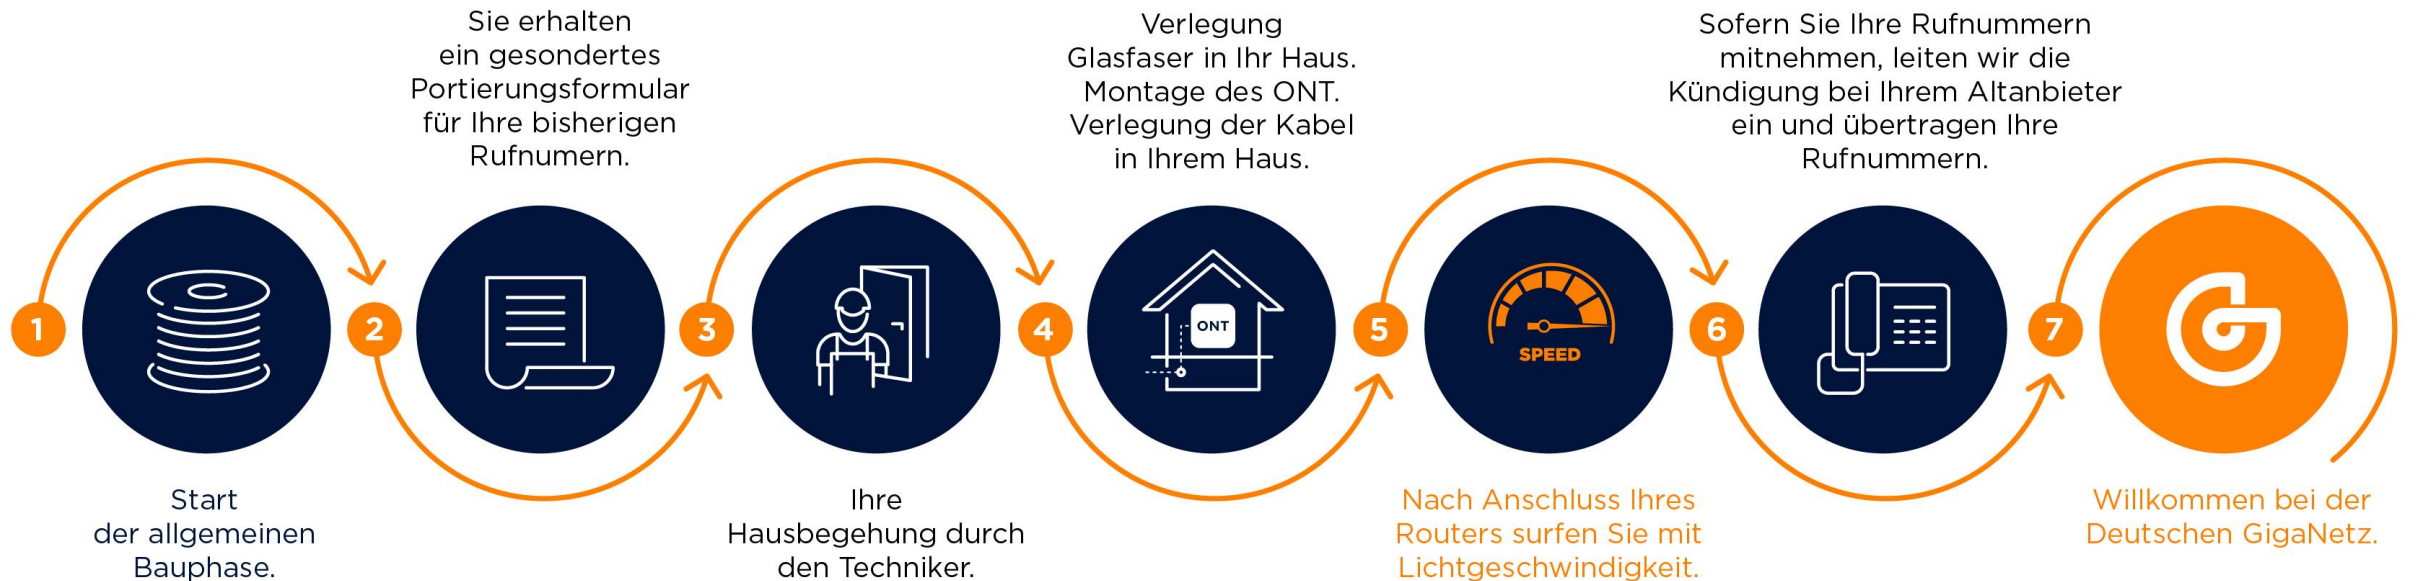 1
Start
der allgemeinen
Bauphase.
2
Sie erhalten
ein gesondertes
Portierungsformular
für Ihre bisherigen
Rufnumern.
3
Ihre
Hausbegehung durch
den Techniker.
4
Verlegung
Glasfaser in Ihr Haus.
Montage des ONT.
Verlegung der Kabel
in Ihrem Haus.
ONT
5
SPEED
Nach Anschluss Ihres
Routers surfen Sie mit
Lichtgeschwindigkeit.
6
Sofern Sie Ihre Rufnummern
mitnehmen, leiten wir die
Kündigung bei Ihrem Altanbieter
ein und übertragen Ihre
Rufnummern.
7
Willkommen bei der
Deutschen GigaNetz.